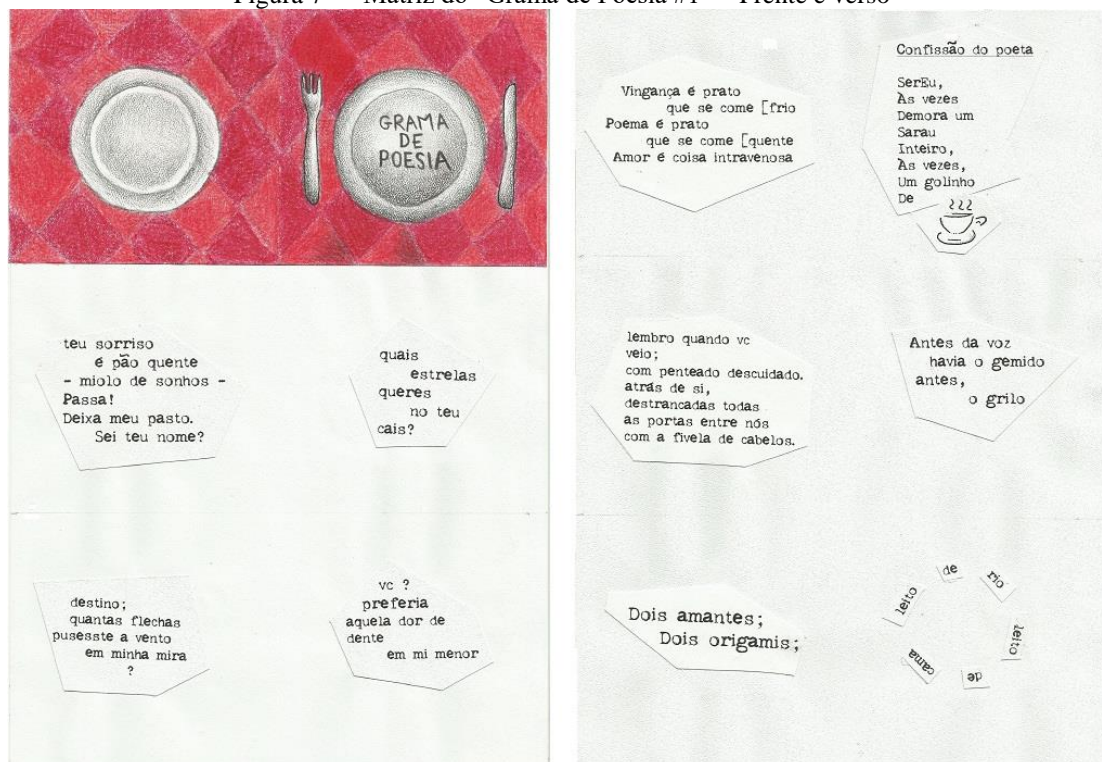 Figura 7 – Matriz do "Grama de Poesia #1" – Frente e verso
GRAMA
DE
POESIA
teu sorriso
é pão quente
- miolo de sonhos -
Passa!
Deixa meu pasto.
Sei teu nome?
quais
estrelas
queres
no teu
cais?
destino;
quantas flechas
pusesste a vento
em minha mira
?
vc ?
preferia
aquela dor de
dente
em mi menor
Vingança é prato
que se come [frio
Poema é prato
que se come [quente
Amor é coisa intravenosa
Confissão do poeta
SerEu,
Às vezes
Demora um
Sarau
Inteiro,
Às vezes,
Um golinho
De
lembro quando vc
veio;
com penteado descuidado.
atrás de si,
destrancadas todas
as portas entre nós
com a fivela de cabelos.
Antes da voz
havia o gemido
antes,
o grilo
Dois amantes;
Dois origamis;
leito
de
rio
leito
de
cama